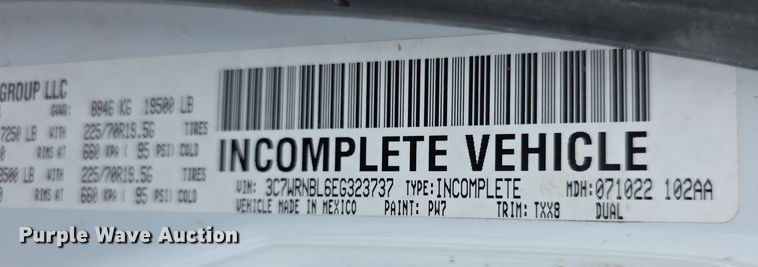 GROUP LLC
GVWR: 8846 KG 19500 LB
7250 LB WITH 225/70R19.5G TIRES
RIMS AT 660 KPA ( 95 PSI) COLD
3500 LB WITH 225/70R19.5G TIRES
RIMS AT 660 KPA ( 95 PSI) COLD
INCOMPLETE VEHICLE
VIN: 3C7WRNBL6EG323737 TYPE: INCOMPLETE MDH: 071022 102AA
VEHICLE MADE IN MEXICO PAINT: PW7 TRIM: TXX8 DUAL
Purple Wave Auction